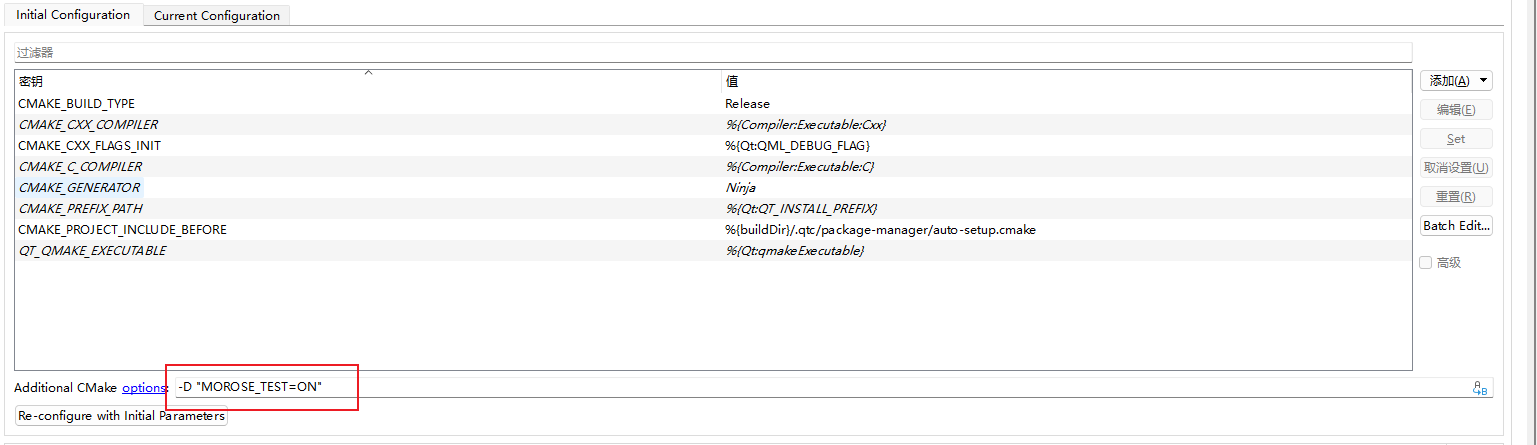 Initial Configuration Current Configuration
过滤器
密钥 值
CMAKE_BUILD_TYPE Release
CMAKE_CXX_COMPILER %{Compiler:Executable:Cxx}
CMAKE_CXX_FLAGS_INIT %{Qt:QML_DEBUG_FLAG}
CMAKE_C_COMPILER %{Compiler:Executable:C}
CMAKE_GENERATOR Ninja
CMAKE_PREFIX_PATH %{Qt:QT_INSTALL_PREFIX}
CMAKE_PROJECT_INCLUDE_BEFORE %{buildDir}/.qtc/package-manager/auto-setup.cmake
QT_QMAKE_EXECUTABLE %{Qt:qmakeExecutable}
添加(A)
编辑(E)
Set
取消设置(U)
重置(R)
Batch Edit...
高级
Additional CMake options: -D "MOROSE_TEST=ON"
Re-configure with Initial Parameters